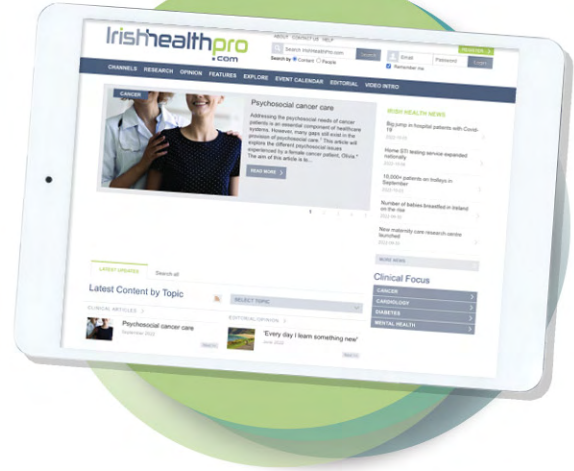 Irishhealthpro
.com
ABOUT CONTACT US HELP
REGISTER
Search IrishHealthPro.com
Search
Email
Password
Login
Search by Content People
Remember me
CHANNELS RESEARCH OPINION FEATURES EXPLORE EVENT CALENDAR EDITORIAL VIDEO INTRO
CANCER
Psychosocial cancer care
Addressing the psychosocial needs of cancer
patients is an essential component of healthcare
systems. However, many gaps still exist in the
provision of psychosocial care. This article will
explore the different psychosocial issues
experienced by a female cancer patient, Olivia.*
The aim of this article is to...
READ MORE
1 2 3 4 5
IRISH HEALTH NEWS
Big jump in hospital patients with Covid-
19
Home STI testing service expanded
nationally
10,000+ patients on trolleys in
September
Number of babies breastfed in Ireland
on the rise
New maternity care research centre
launched
MORE NEWS
LATEST UPDATES
Search all
Latest Content by Topic
SELECT TOPIC
Clinical Focus
CANCER
CARDIOLOGY
DIABETES
MENTAL HEALTH
CLINICAL ARTICLES
Psychosocial cancer care
September 2022
EDITORIAL OPINION
'Every day I learn something new'
June 2022